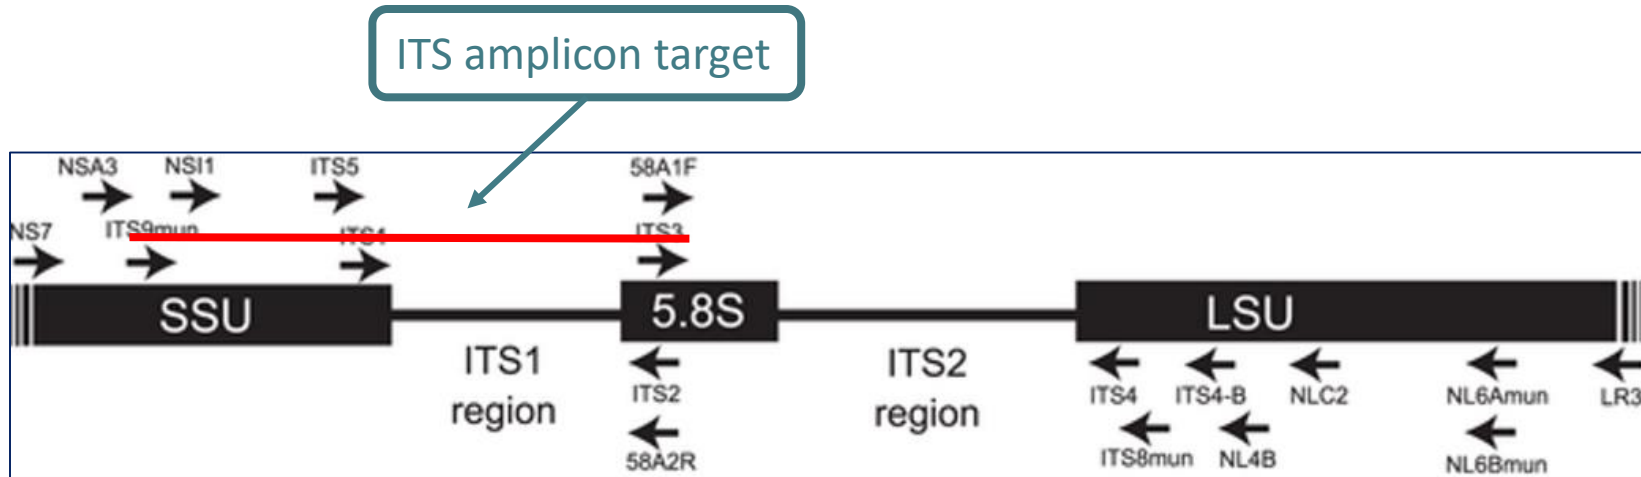 ITS amplicon target
NSA3 NSI1 ITS5 58A1F
NS7 ITS9mun ITS1 ITS3
SSU 5.8S LSU
ITS1 region
ITS2 region
ITS2 ITS4 ITS4-B NLC2 NL6Amun LR3
58A2R ITS8mun NL4B NL6Bmun